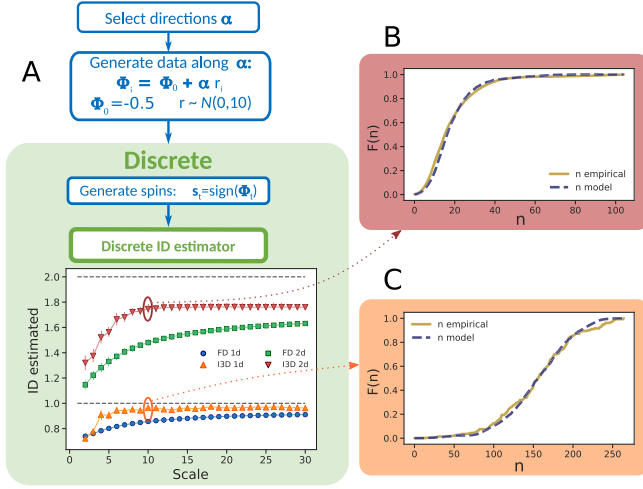 Select directions α
A
Generate data along α:
Φi = Φ0 + α ri
Φ0 =-0.5 r ~ N(0,10)
Discrete
Generate spins: st=sign(Φt)
Discrete ID estimator
2.0
1.8
1.6
1.4
1.2
1.0
0.8
ID estimated
FD 1d
FD 2d
I3D 1d
I3D 2d
0 5 10 15 20 25 30
Scale
B
1.0
0.8
0.6
0.4
0.2
0.0
F(n)
n empirical
n model
0 20 40 60 80 100
n
C
1.0
0.8
0.6
0.4
0.2
0.0
F(n)
n empirical
n model
0 50 100 150 200 250
n